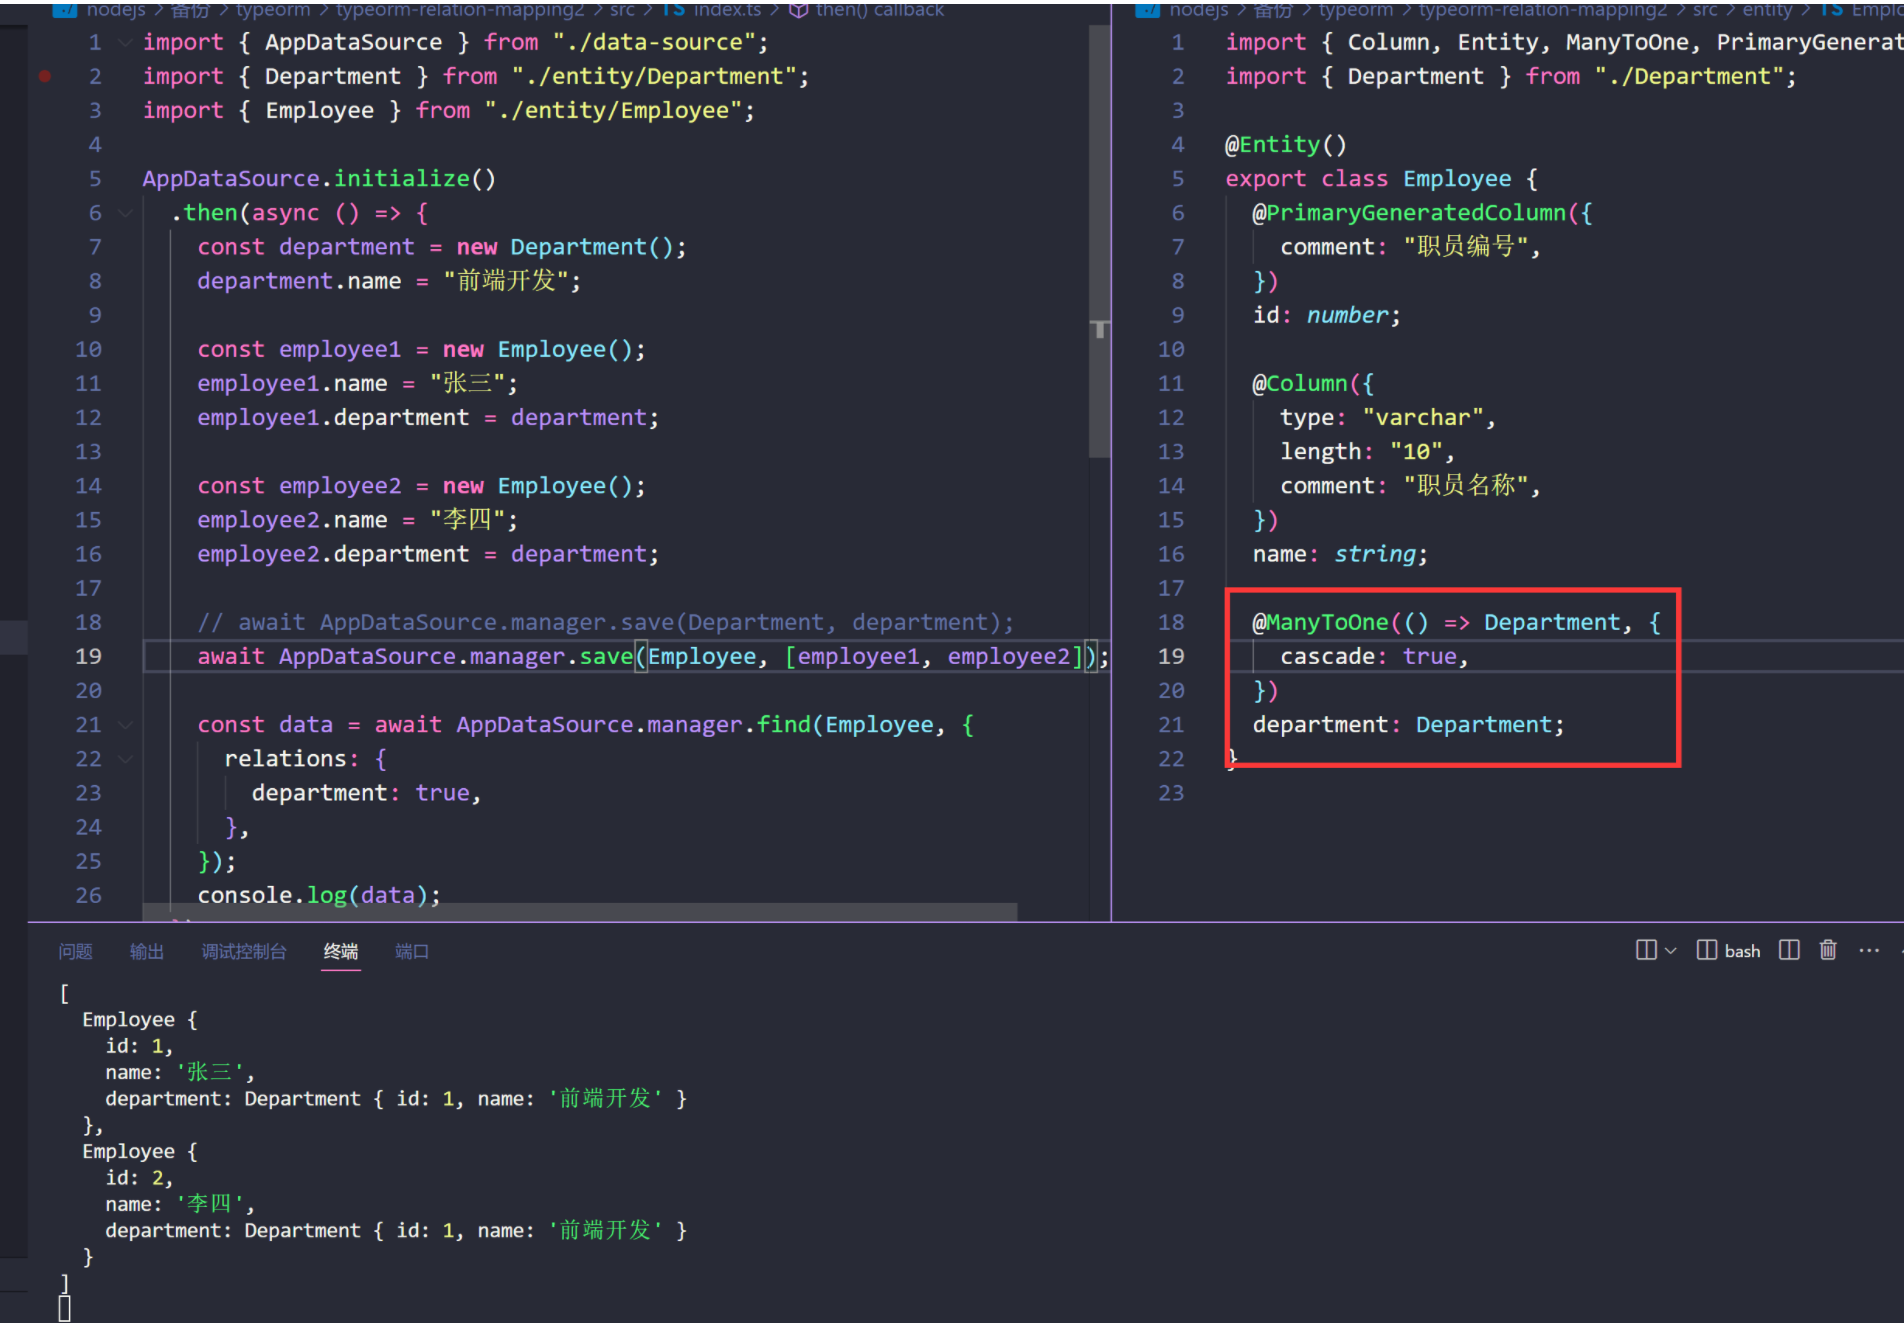 nodejs > 备份 > typeorm > typeorm-relation-mapping2 > src > TS index.ts > then() callback
1 import { AppDataSource } from "./data-source";
2 import { Department } from "./entity/Department";
3 import { Employee } from "./entity/Employee";
4
5 AppDataSource.initialize()
6 .then(async () => {
7 const department = new Department();
8 department.name = "前端开发";
9
10 const employee1 = new Employee();
11 employee1.name = "张三";
12 employee1.department = department;
13
14 const employee2 = new Employee();
15 employee2.name = "李四";
16 employee2.department = department;
17
18 // await AppDataSource.manager.save(Department, department);
19 await AppDataSource.manager.save(Employee, [employee1, employee2]);
20
21 const data = await AppDataSource.manager.find(Employee, {
22 relations: {
23 department: true,
24 },
25 });
26 console.log(data);
nodejs > 备份 > typeorm > typeorm-relation-mapping2 > src > entity > TS Emplo
1 import { Column, Entity, ManyToOne, PrimaryGenerat
2 import { Department } from "./Department";
3
4 @Entity()
5 export class Employee {
6 @PrimaryGeneratedColumn({
7 comment: "职员编号",
8 })
9 id: number;
10
11 @Column({
12 type: "varchar",
13 length: "10",
14 comment: "职员名称",
15 })
16 name: string;
17
18 @ManyToOne(() => Department, {
19 cascade: true,
20 })
21 department: Department;
22 }
23
问题 输出 调试控制台 终端 端口
bash
[
Employee {
id: 1,
name: '张三',
department: Department { id: 1, name: '前端开发' }
},
Employee {
id: 2,
name: '李四',
department: Department { id: 1, name: '前端开发' }
}
]